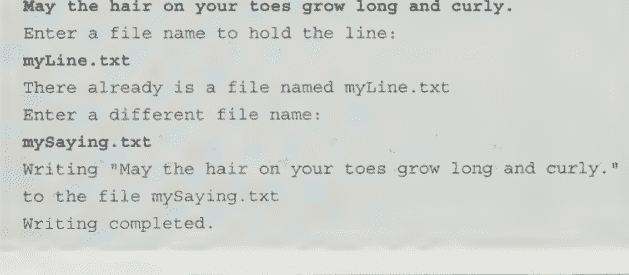 May the hair on your toes grow long and curly.
Enter a file name to hold the line:
myLine.txt
There already is a file named myLine.txt
Enter a different file name:
mySaying.txt
Writing "May the hair on your toes grow long and curly."
to the file mySaying.txt
Writing completed.